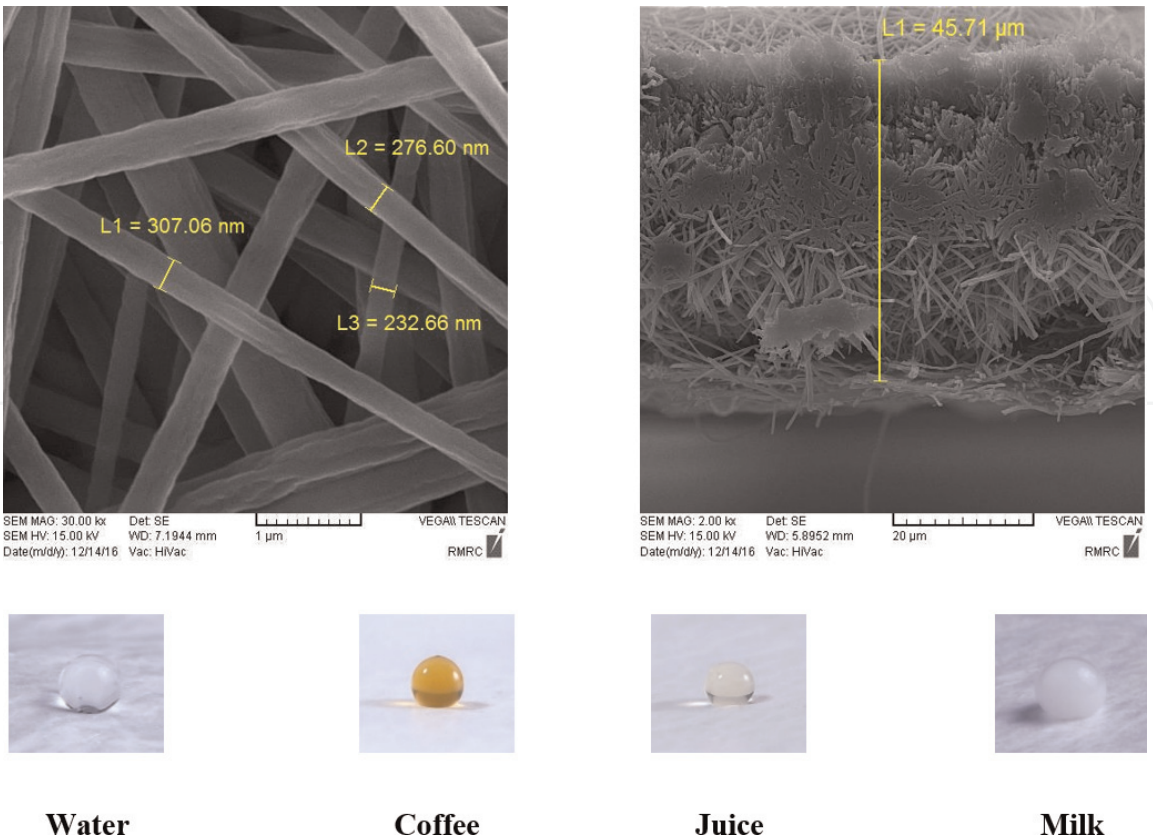 L2 = 276.60 nm
L1 = 307.06 nm
L3 = 232.66 nm
SEM MAG: 30.00 kx Det: SE 1 µm VEGA\\ TESCAN
SEM HV: 15.00 kV WD: 7.1944 mm
Date(m/d/y): 12/14/16 Vac: HiVac RMRC
L1 = 45.71 µm
SEM MAG: 2.00 kx Det: SE 20 µm VEGA\\ TESCAN
SEM HV: 15.00 kV WD: 5.8952 mm
Date(m/d/y): 12/14/16 Vac: HiVac RMRC
Water Coffee Juice Milk